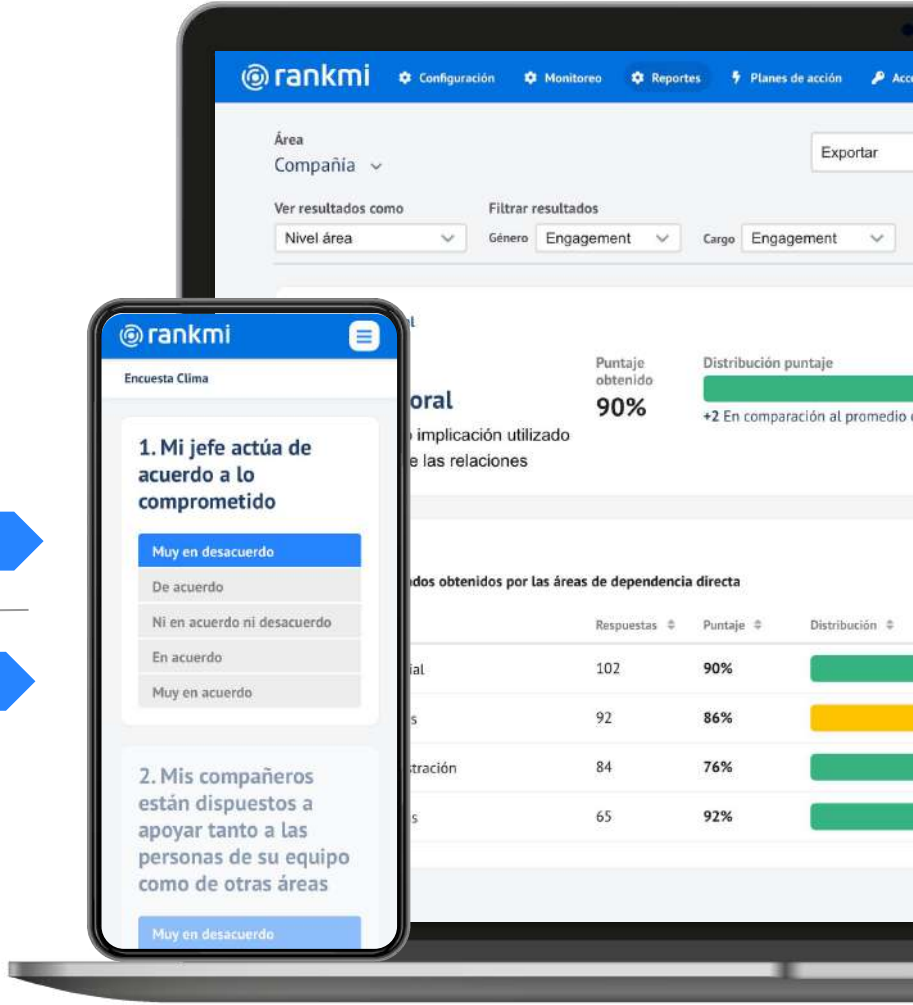 rankmi
Configuración
Monitoreo
Reportes
Planes de acción
Área
Compañía
Exportar
Ver resultados como
Filtrar resultados
Nivel área
Género
Engagement
Cargo
Engagement
Puntaje
obtenido
90%
Distribución puntaje
+2 En comparación al promedio
implicación utilizado
las relaciones
obtenidos por las áreas de dependencia directa
Respuestas
Puntaje
Distribución
102
90%
92
86%
84
76%
65
92%
rankmi
Encuesta Clima
1. Mi jefe actúa de
acuerdo a lo
comprometido
Muy en desacuerdo
De acuerdo
Ni en acuerdo ni desacuerdo
En acuerdo
Muy en acuerdo
2. Mis compañeros
están dispuestos a
apoyar tanto a las
personas de su equipo
como de otras áreas
Muy en desacuerdo